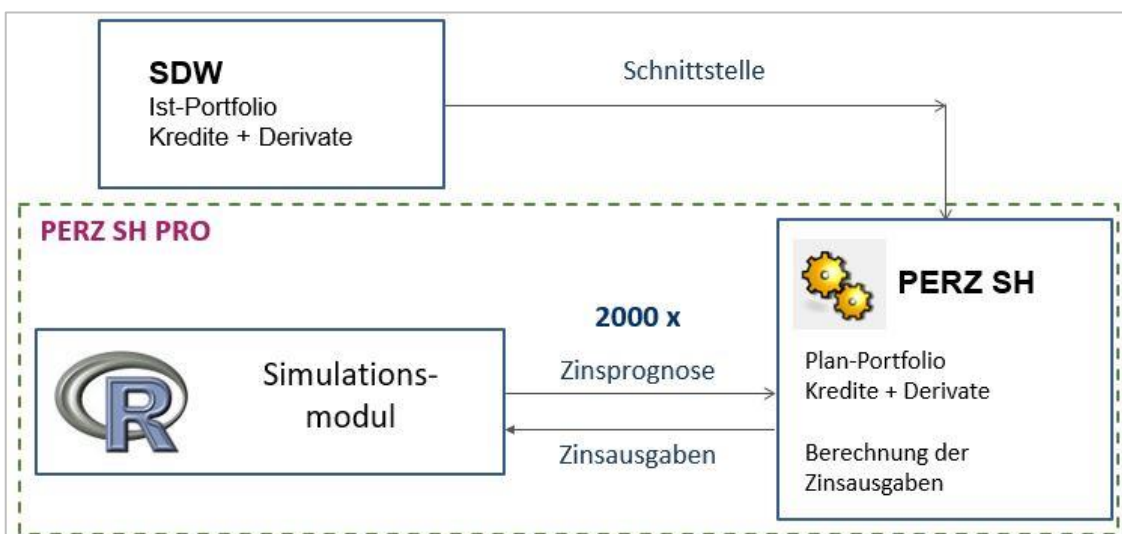 SDW
Ist-Portfolio
Kredite + Derivate
Schnittstelle
PERZ SH PRO
R
Simulations-
modul
2000 x
Zinsprognose
Zinsausgaben
PERZ SH
Plan-Portfolio
Kredite + Derivate
Berechnung der
Zinsausgaben